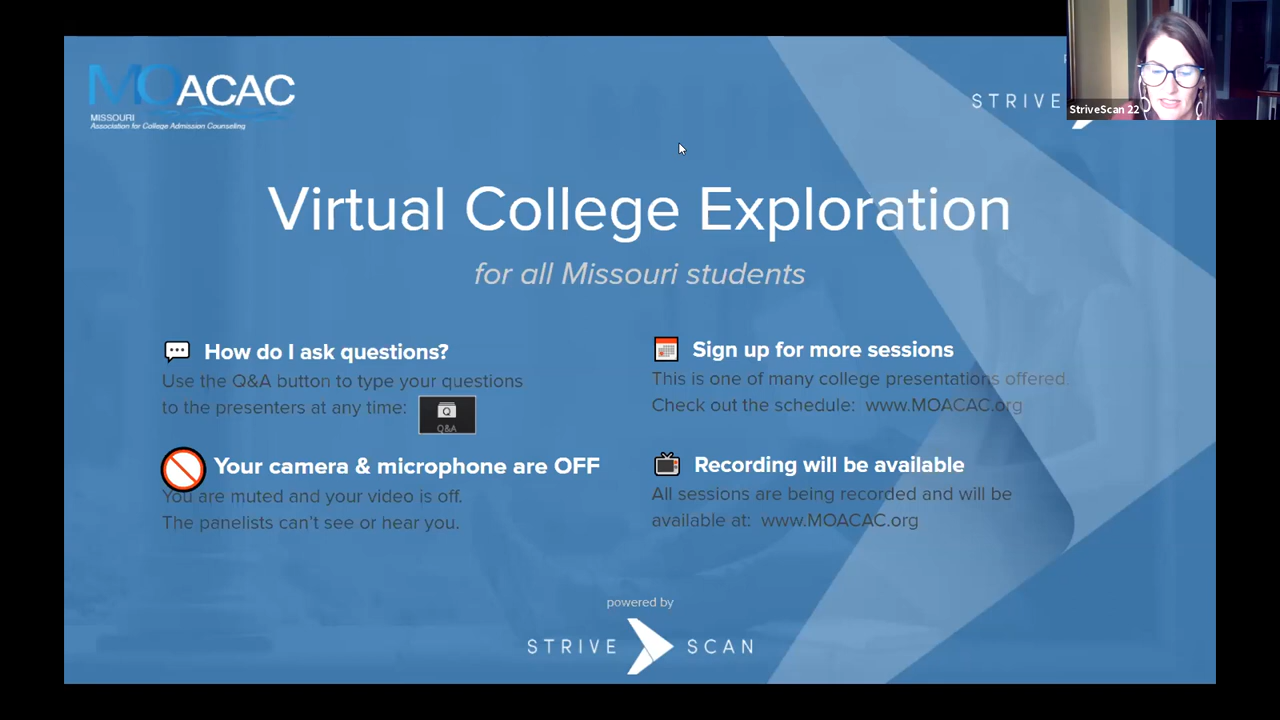 MOACAC
MISSOURI
Association for College Admission Counseling
STRIVE
StriveScan 22
Virtual College Exploration
for all Missouri students
How do I ask questions?
Use the Q&A button to type your questions
to the presenters at any time:
Q
Q&A
Your camera & microphone are OFF
You are muted and your video is off.
The panelists can't see or hear you.
Sign up for more sessions
This is one of many college presentations offered.
Check out the schedule: www.MOACAC.org
Recording will be available
All sessions are being recorded and will be
available at: www.MOACAC.org
powered by
STRIVE SCAN